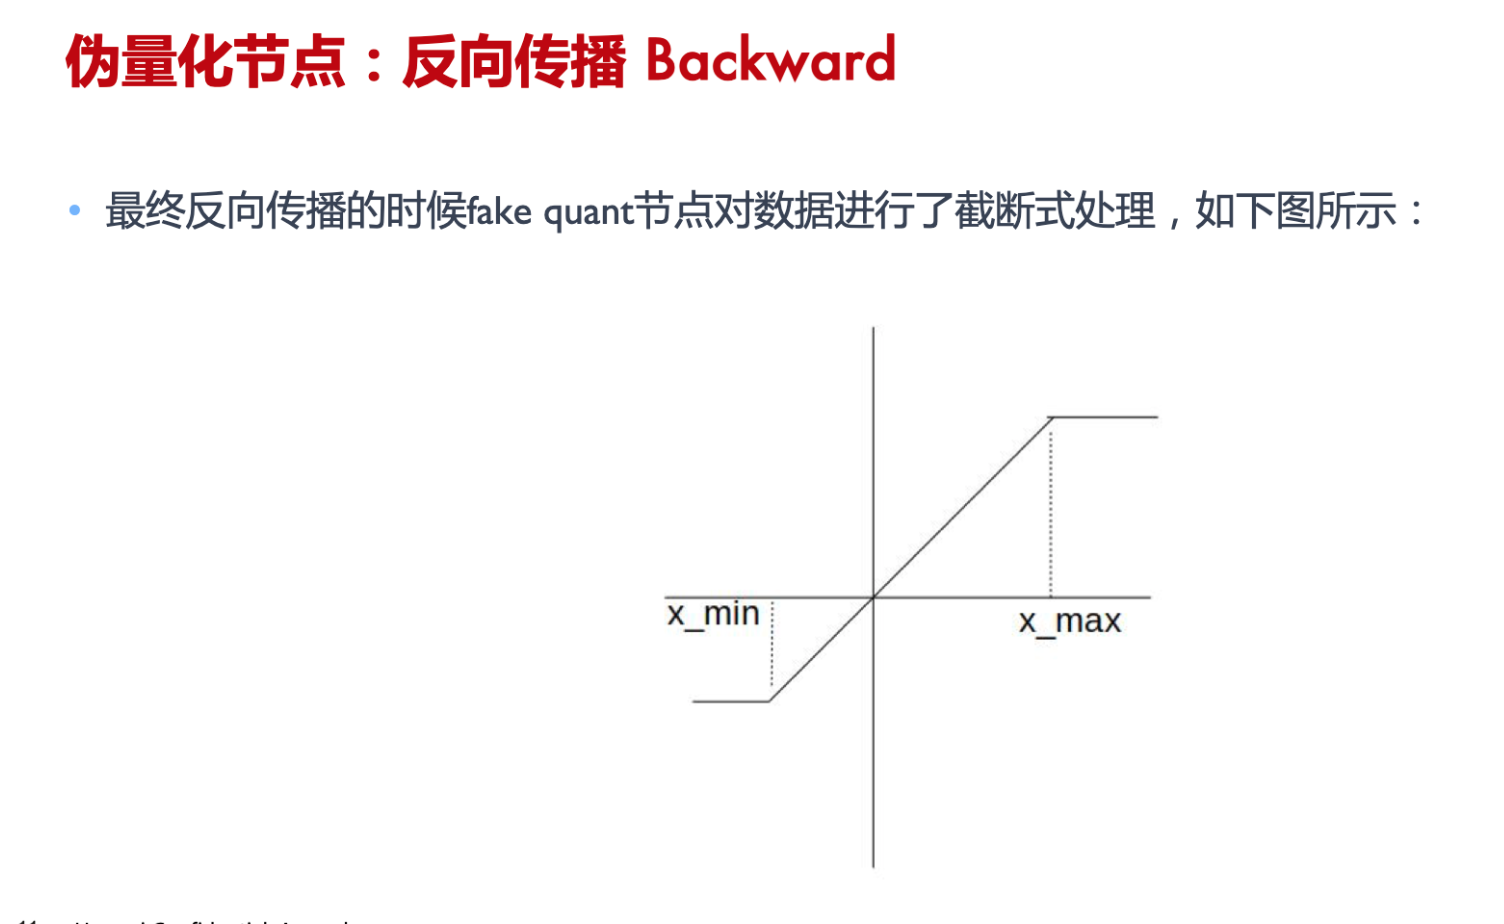 伪量化节点：反向传播 Backward
• 最终反向传播的时候fake quant节点对数据进行了截断式处理，如下图所示：
x_min
x_max